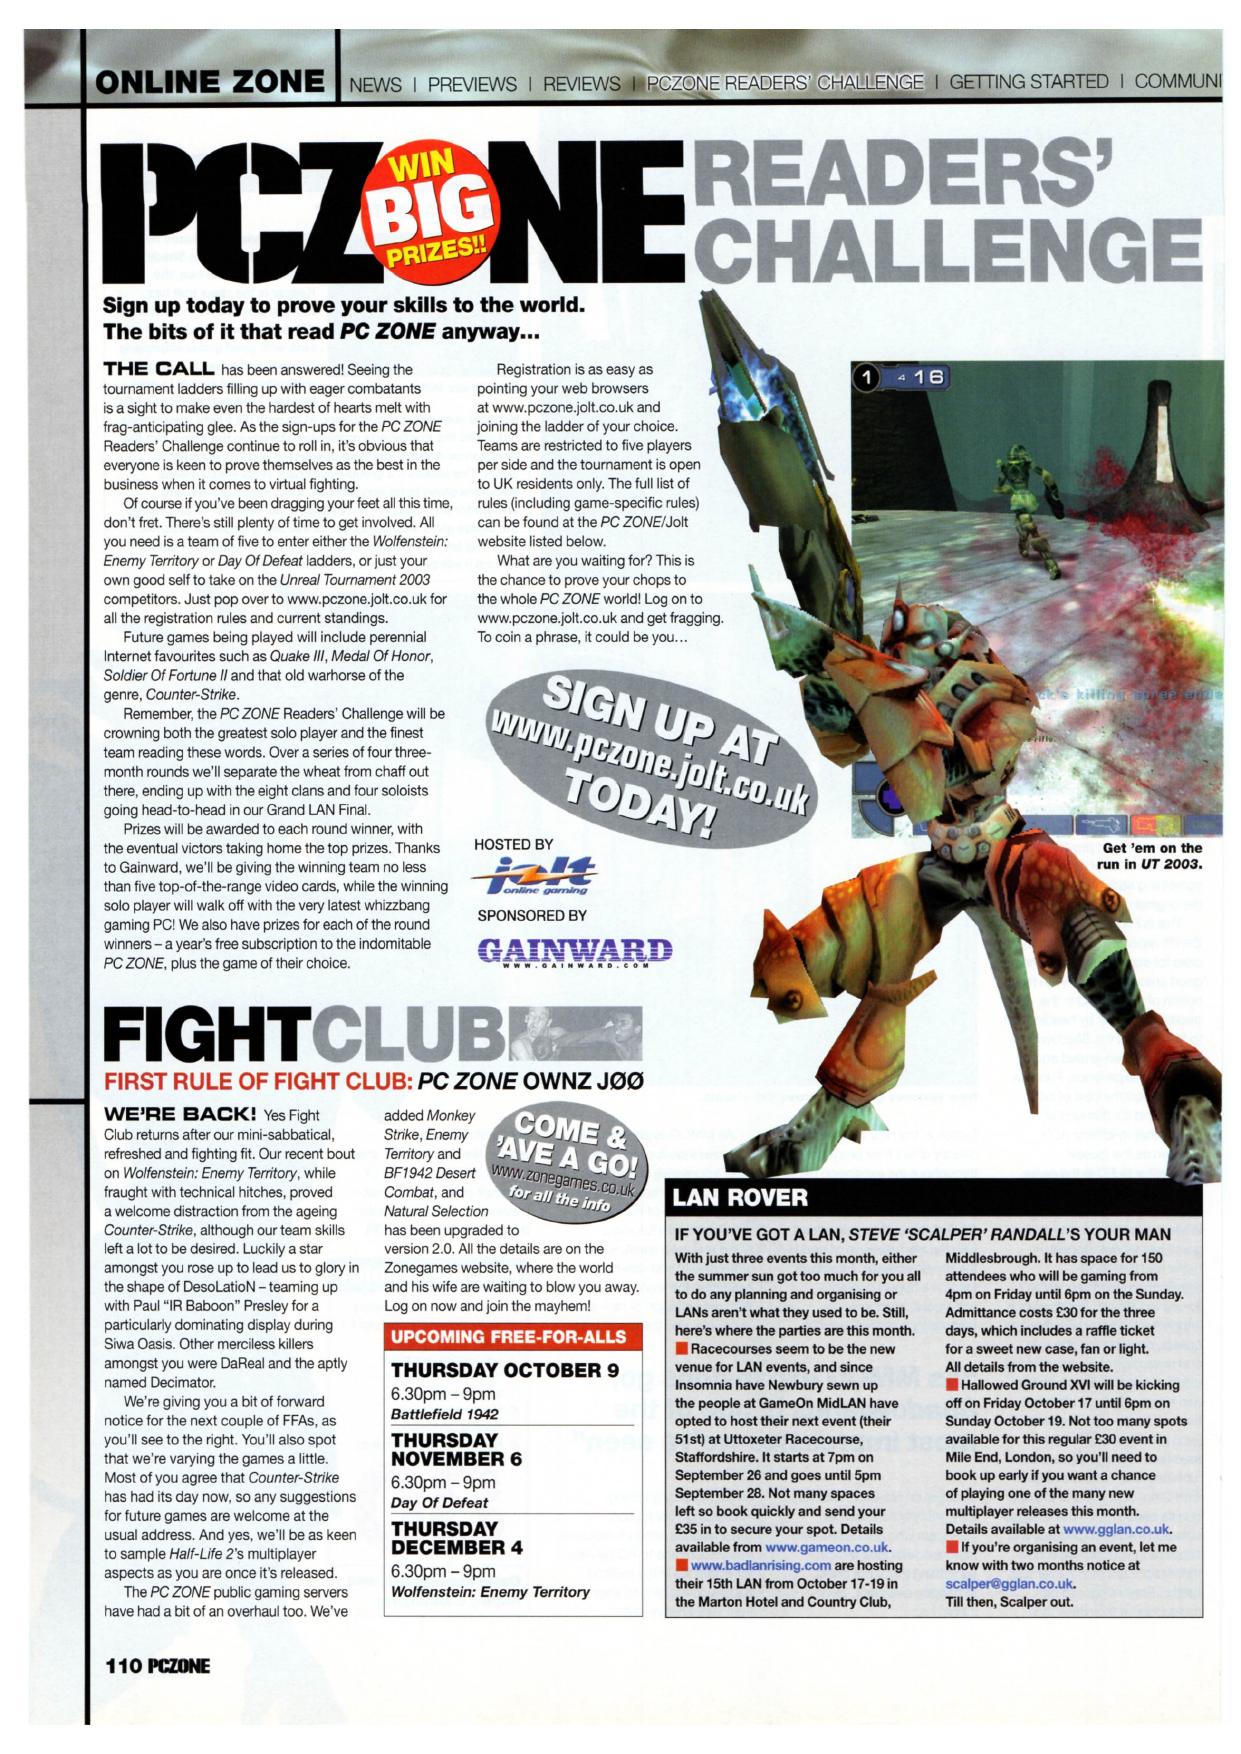 ONLINE ZONE
NEWS | PREVIEWS | REVIEWS | PCZONE READERS' CHALLENGE | GETTING STARTED | COMMUNI
PCZONE READERS'
CHALLENGE
WIN
BIG
PRIZES!!
Sign up today to prove your skills to the world.
The bits of it that read PC ZONE anyway...
THE CALL has been answered! Seeing the
tournament ladders filling up with eager combatants
is a sight to make even the hardest of hearts melt with
frag-anticipating glee. As the sign-ups for the PC ZONE
Readers' Challenge continue to roll in, it's obvious that
everyone is keen to prove themselves as the best in the
business when it comes to virtual fighting.
Of course if you've been dragging your feet all this time,
don't fret. There's still plenty of time to get involved. All
you need is a team of five to enter either the Wolfenstein:
Enemy Territory or Day Of Defeat ladders, or just your
own good self to take on the Unreal Tournament 2003
competitors. Just pop over to www.pczone.jolt.co.uk for
all the registration rules and current standings.
Future games being played will include perennial
Internet favourites such as Quake III, Medal Of Honor,
Soldier Of Fortune II and that old warhorse of the
genre, Counter-Strike.
Remember, the PC ZONE Readers' Challenge will be
crowning both the greatest solo player and the finest
team reading these words. Over a series of four three-
month rounds we'll separate the wheat from chaff out
there, ending up with the eight clans and four soloists
going head-to-head in our Grand LAN Final.
Prizes will be awarded to each round winner, with
the eventual victors taking home the top prizes. Thanks
to Gainward, we'll be giving the winning team no less
than five top-of-the-range video cards, while the winning
solo player will walk off with the very latest whizzbang
gaming PC! We also have prizes for each of the round
winners – a year's free subscription to the indomitable
PC ZONE, plus the game of their choice.
Registration is as easy as
pointing your web browsers
at www.pczone.jolt.co.uk and
joining the ladder of your choice.
Teams are restricted to five players
per side and the tournament is open
to UK residents only. The full list of
rules (including game-specific rules)
can be found at the PC ZONE/Jolt
website listed below.
What are you waiting for? This is
the chance to prove your chops to
the whole PC ZONE world! Log on to
www.pczone.jolt.co.uk and get fragging.
To coin a phrase, it could be you...
SIGN UP AT
www.pczone.jolt.co.uk
TODAY!
HOSTED BY
jolt
online gaming
SPONSORED BY
GAINWARD
WWW.GAINWARD.COM
1 4 16
Get 'em on the
run in UT 2003.
FIGHTCLUB
FIRST RULE OF FIGHT CLUB: PC ZONE OWNZ JØØ
WE'RE BACK! Yes Fight
Club returns after our mini-sabbatical,
refreshed and fighting fit. Our recent bout
on Wolfenstein: Enemy Territory, while
fraught with technical hitches, proved
a welcome distraction from the ageing
Counter-Strike, although our team skills
left a lot to be desired. Luckily a star
amongst you rose up to lead us to glory in
the shape of DesoLatioN – teaming up
with Paul "IR Baboon" Presley for a
particularly dominating display during
Siwa Oasis. Other merciless killers
amongst you were DaReal and the aptly
named Decimator.
We're giving you a bit of forward
notice for the next couple of FFAs, as
you'll see to the right. You'll also spot
that we're varying the games a little.
Most of you agree that Counter-Strike
has had its day now, so any suggestions
for future games are welcome at the
usual address. And yes, we'll be as keen
to sample Half-Life 2's multiplayer
aspects as you are once it's released.
The PC ZONE public gaming servers
have had a bit of an overhaul too. We've
added Monkey
Strike, Enemy
Territory and
BF1942 Desert
Combat, and
Natural Selection
has been upgraded to
version 2.0. All the details are on the
Zonegames website, where the world
and his wife are waiting to blow you away.
Log on now and join the mayhem!
COME &
'AVE A GO!
www.zonegames.co.uk
for all the info
UPCOMING FREE-FOR-ALLS
THURSDAY OCTOBER 9
6.30pm – 9pm
Battlefield 1942
THURSDAY
NOVEMBER 6
6.30pm – 9pm
Day Of Defeat
THURSDAY
DECEMBER 4
6.30pm – 9pm
Wolfenstein: Enemy Territory
LAN ROVER
IF YOU'VE GOT A LAN, STEVE 'SCALPER' RANDALL'S YOUR MAN
With just three events this month, either
the summer sun got too much for you all
to do any planning and organising or
LANs aren't what they used to be. Still,
here's where the parties are this month.
■ Racecourses seem to be the new
venue for LAN events, and since
Insomnia have Newbury sewn up
the people at GameOn MidLAN have
opted to host their next event (their
51st) at Uttoxeter Racecourse,
Staffordshire. It starts at 7pm on
September 26 and goes until 5pm
September 28. Not many spaces
left so book quickly and send your
£35 in to secure your spot. Details
available from www.gameon.co.uk.
■ www.badlanrising.com are hosting
their 15th LAN from October 17-19 in
the Marton Hotel and Country Club,
Middlesbrough. It has space for 150
attendees who will be gaming from
4pm on Friday until 6pm on the Sunday.
Admittance costs £30 for the three
days, which includes a raffle ticket
for a sweet new case, fan or light.
All details from the website.
■ Hallowed Ground XVI will be kicking
off on Friday October 17 until 6pm on
Sunday October 19. Not too many spots
available for this regular £30 event in
Mile End, London, so you'll need to
book up early if you want a chance
of playing one of the many new
multiplayer releases this month.
Details available at www.gglan.co.uk.
■ If you're organising an event, let me
know with two months notice at
scalper@gglan.co.uk.
Till then, Scalper out.
110 PCZONE